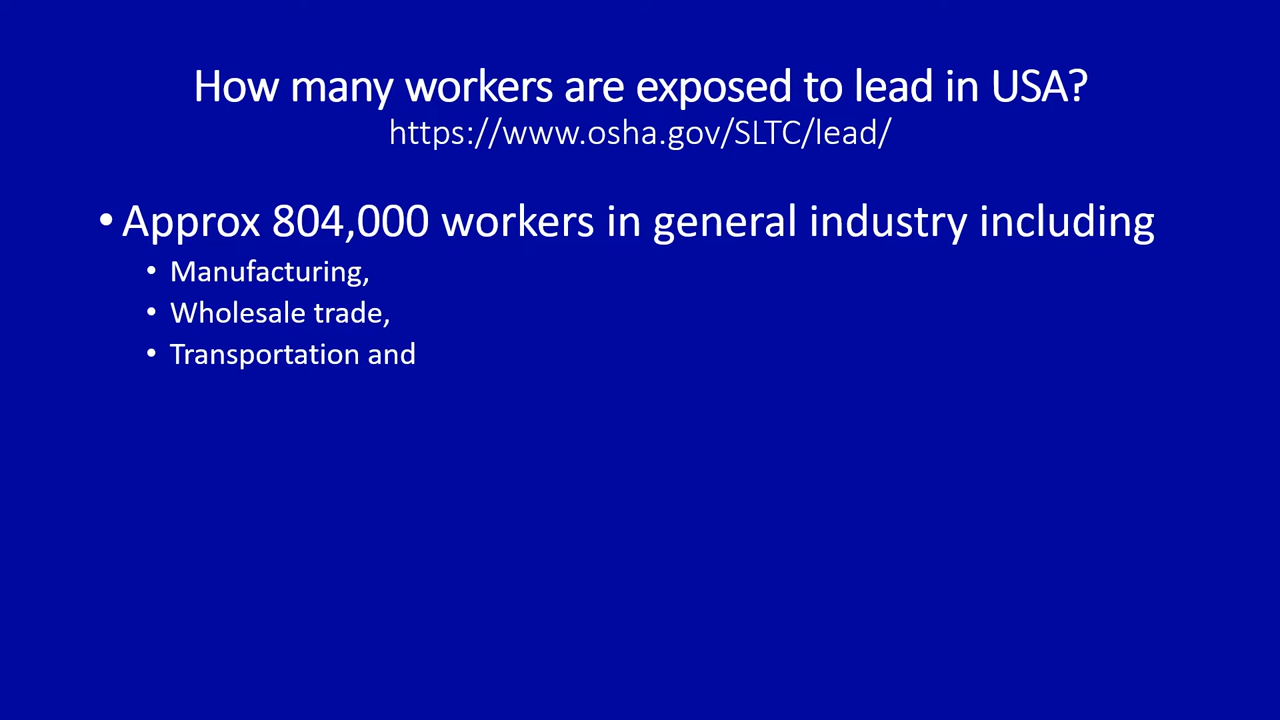 How many workers are exposed to lead in USA?
https://www.osha.gov/SLTC/lead/
•Approx 804,000 workers in general industry including
• Manufacturing,
• Wholesale trade,
• Transportation and